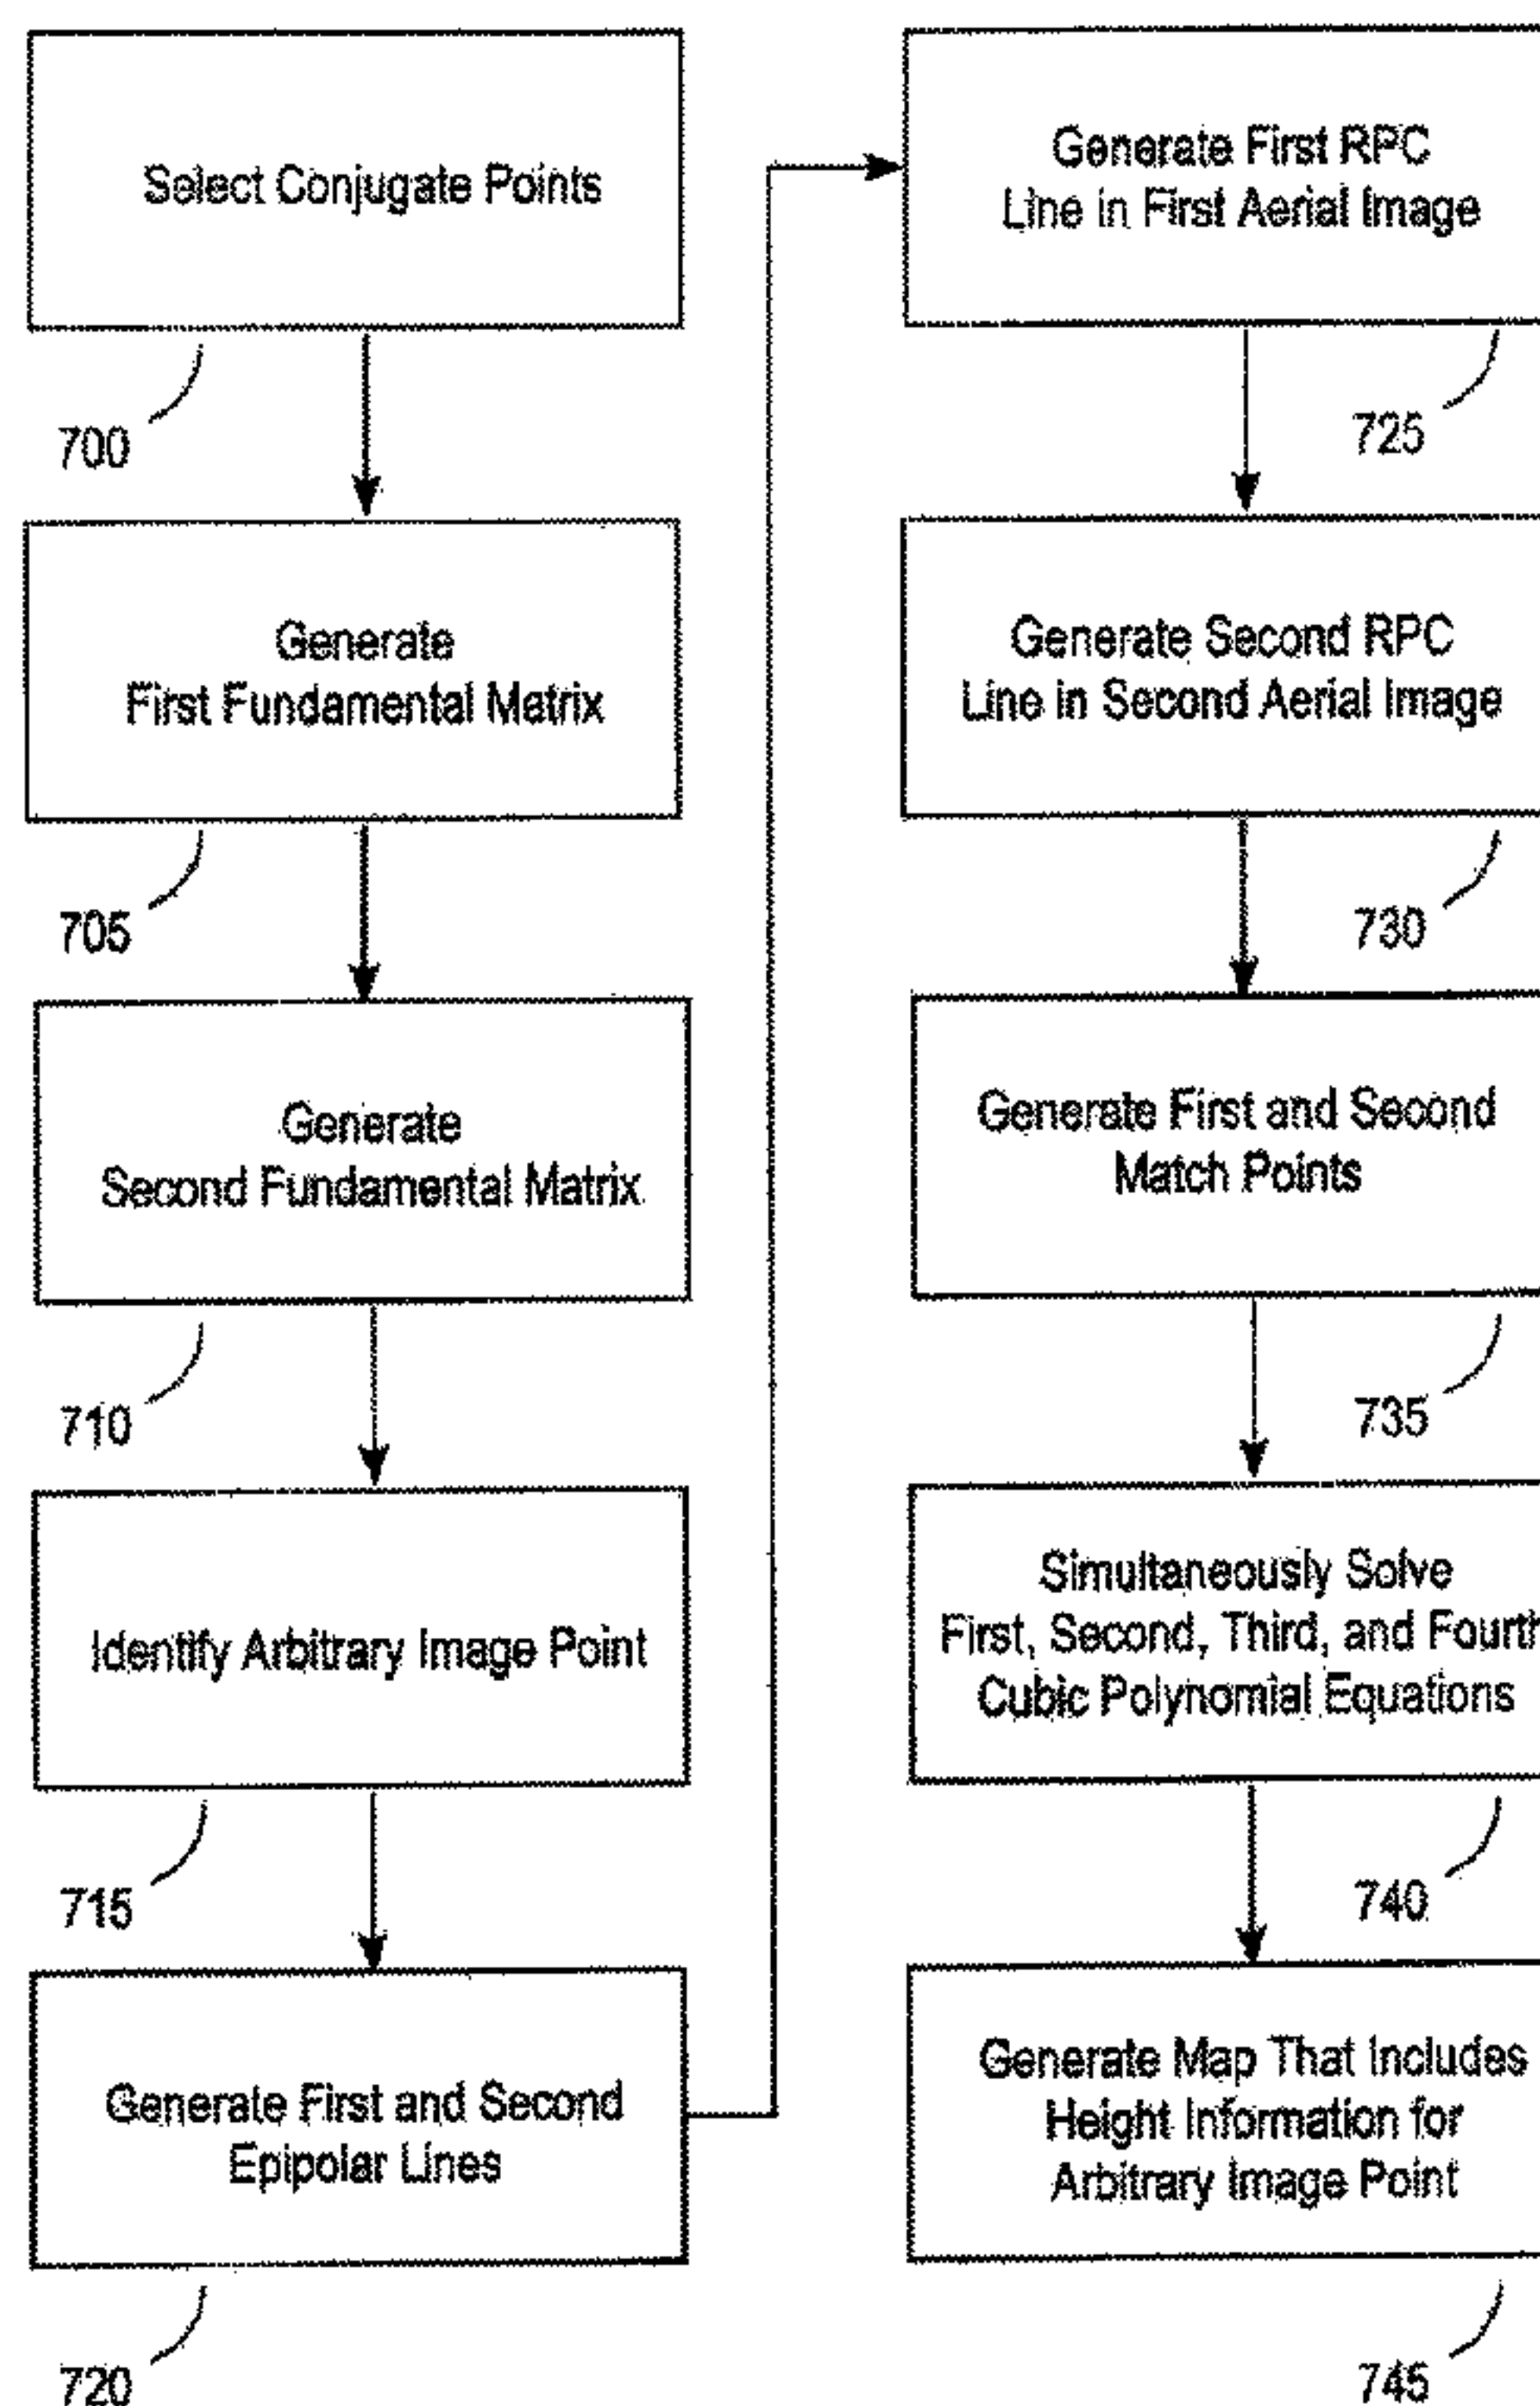 Select Conjugate Points
700
Generate
First Fundamental Matrix
705
Generate
Second Fundamental Matrix
710
Identify Arbitrary Image Point
715
Generate First and Second
Epipolar Lines
720
Generate First RPC
Line in First Aerial Image
725
Generate Second RPC
Line in Second Aerial Image
730
Generate First and Second
Match Points
735
Simultaneously Solve
First, Second, Third, and Fourth
Cubic Polynomial Equations
740
Generate Map That Includes
Height Information for
Arbitrary Image Point
745